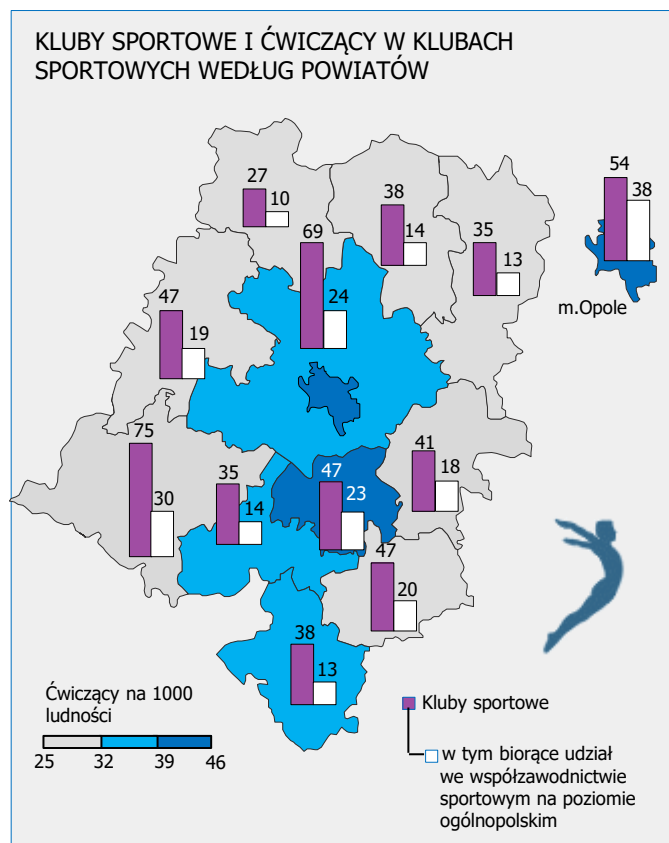 KLUBY SPORTOWE I ĆWICZĄCY W KLUBACH
SPORTOWYCH WEDŁUG POWIATÓW
27
10
38
14
35
13
54
38
m.Opole
69
24
47
19
75
30
35
14
47
23
41
18
47
20
38
13
Ćwiczący na 1000
ludności
25 32 39 46
Kluby sportowe
w tym biorące udział
we współzawodnictwie
sportowym na poziomie
ogólnopolskim